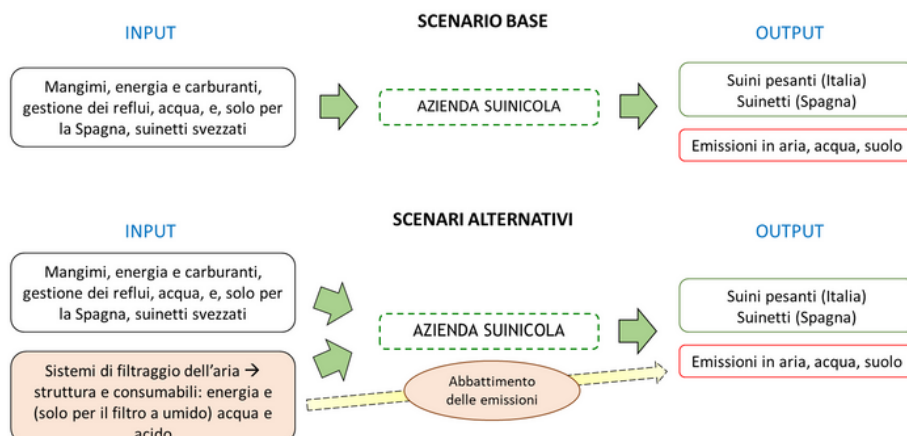 SCENARIO BASE
INPUT
OUTPUT
Mangimi, energia e carburanti,
gestione dei reflui, acqua, e, solo per
la Spagna, suinetti svezzati
AZIENDA SUINICOLA
Suini pesanti (Italia)
Suinetti (Spagna)
Emissioni in aria, acqua, suolo
SCENARI ALTERNATIVI
INPUT
OUTPUT
Mangimi, energia e carburanti,
gestione dei reflui, acqua, e, solo per
la Spagna, suinetti svezzati
AZIENDA SUINICOLA
Suini pesanti (Italia)
Suinetti (Spagna)
Emissioni in aria, acqua, suolo
Sistemi di filtraggio dell'aria →
struttura e consumabili: energia e
(solo per il filtro a umido) acqua e
acido
Abbattimento
delle emissioni